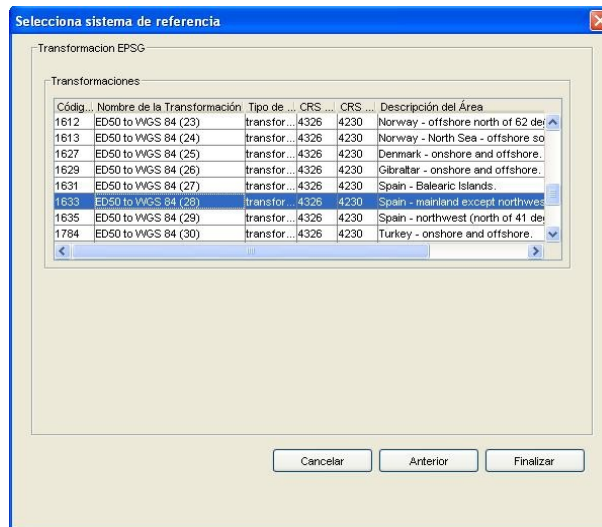 Selecciona sistema de referencia
Transformacion EPSG
Transformaciones
Códig... Nombre de la Transformación Tipo de ... CRS ... CRS ... Descripción del Área
1612 ED50 to WGS 84 (23) transfor... 4326 4230 Norway - offshore north of 62 deg
1613 ED50 to WGS 84 (24) transfor... 4326 4230 Norway - North Sea - offshore so
1627 ED50 to WGS 84 (25) transfor... 4326 4230 Denmark - onshore and offshore.
1629 ED50 to WGS 84 (26) transfor... 4326 4230 Gibraltar - onshore and offshore.
1631 ED50 to WGS 84 (27) transfor... 4326 4230 Spain - Balearic Islands.
1633 ED50 to WGS 84 (28) transfor... 4326 4230 Spain - mainland except northwes
1635 ED50 to WGS 84 (29) transfor... 4326 4230 Spain - northwest (north of 41 deg
1784 ED50 to WGS 84 (30) transfor... 4326 4230 Turkey - onshore and offshore.
Cancelar Anterior Finalizar